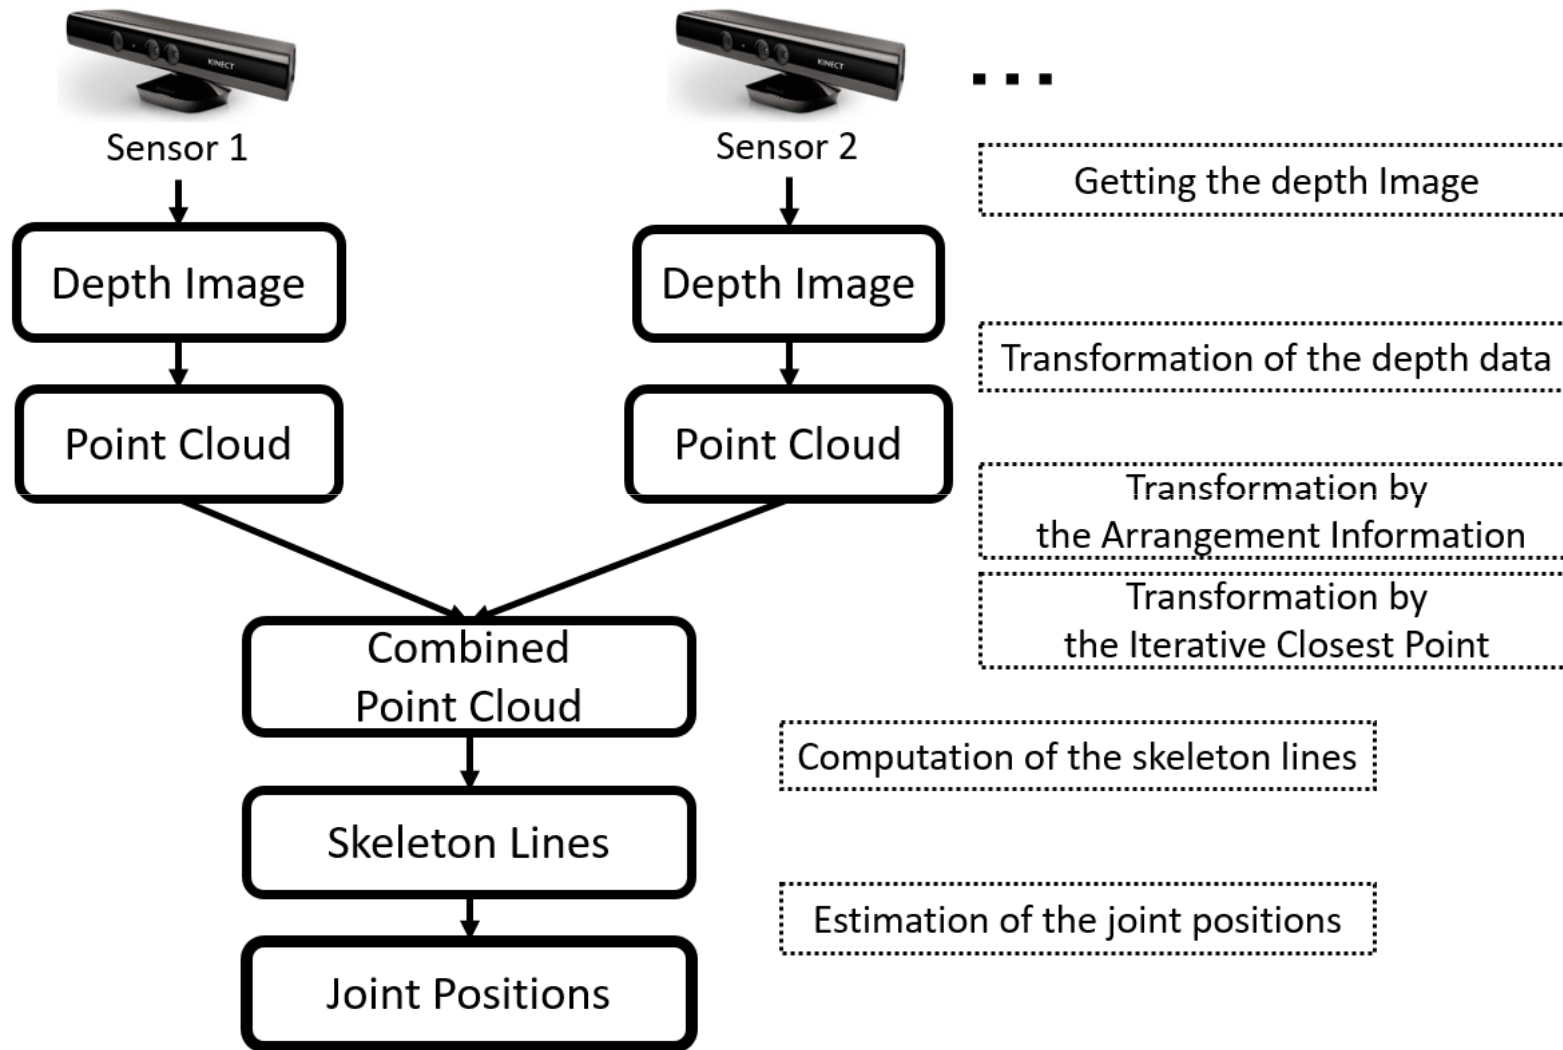 KINECT
KINECT
...
Sensor 1
Sensor 2
Getting the depth Image
Depth Image
Depth Image
Transformation of the depth data
Point Cloud
Point Cloud
Transformation by
the Arrangement Information
Transformation by
the Iterative Closest Point
Combined
Point Cloud
Computation of the skeleton lines
Skeleton Lines
Estimation of the joint positions
Joint Positions